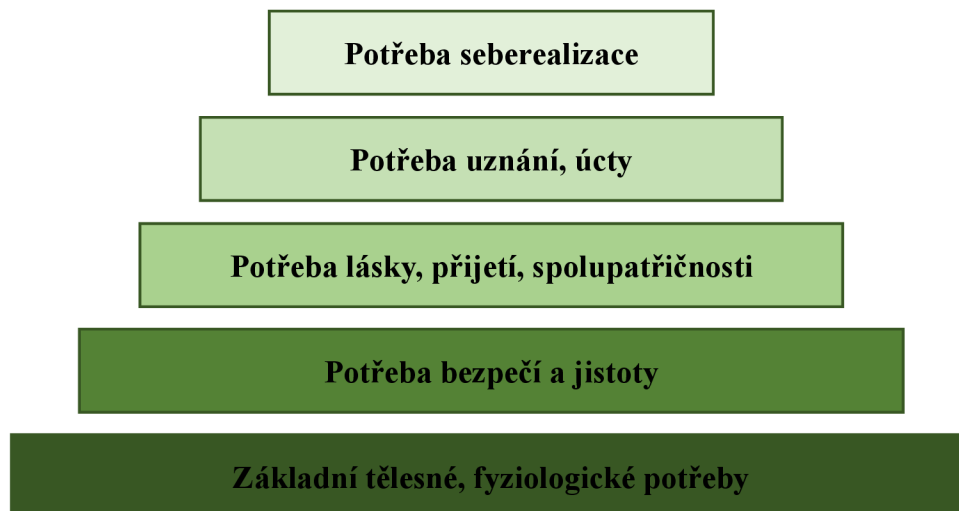 Potřeba seberealizace
Potřeba uznání, úcty
Potřeba lásky, přijetí, spolupatřičnosti
Potřeba bezpečí a jistoty
Základní tělesné, fyziologické potřeby